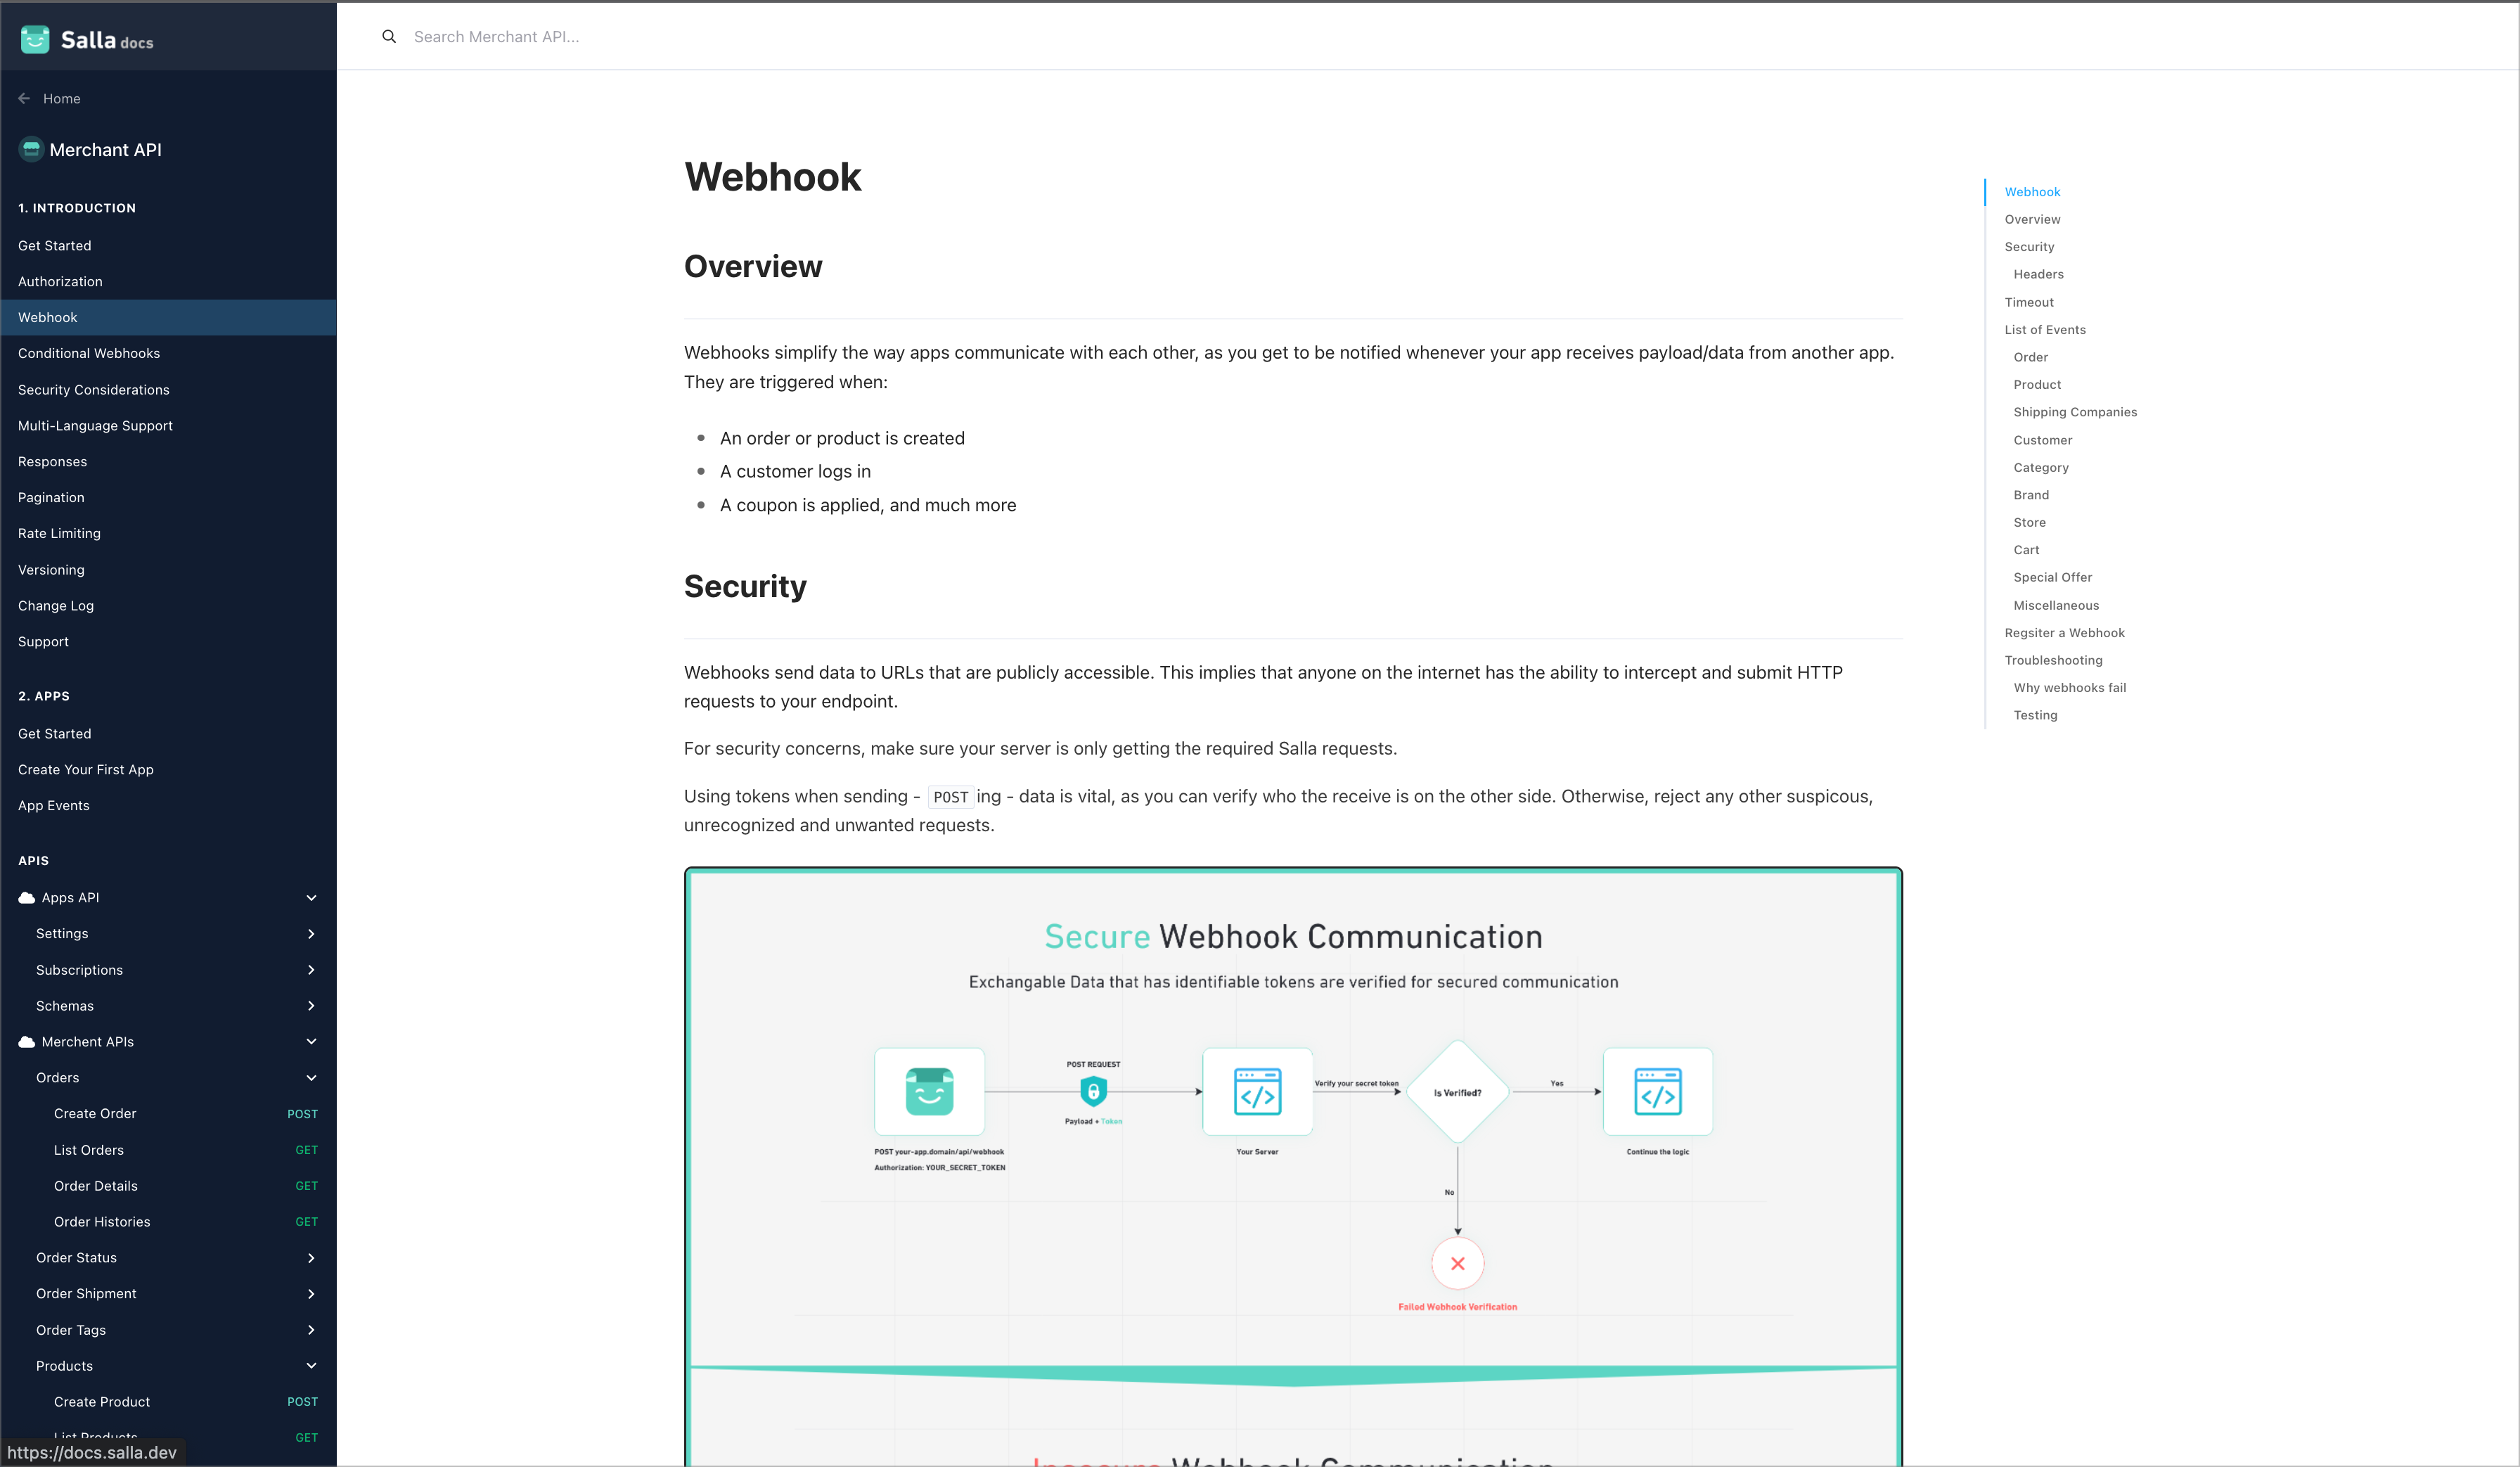 Salla docs
Search Merchant API...
Home
Merchant API
1. INTRODUCTION
Get Started
Authorization
Webhook
Conditional Webhooks
Security Considerations
Multi-Language Support
Responses
Pagination
Rate Limiting
Versioning
Change Log
Support
2. APPS
Get Started
Create Your First App
App Events
APIS
Apps API
Settings
Subscriptions
Schemas
Merchent APIs
Orders
Create Order POST
List Orders GET
Order Details GET
Order Histories GET
Order Status
Order Shipment
Order Tags
Products
Create Product POST
List Products GET
https://docs.salla.dev
Webhook
Overview
Webhooks simplify the way apps communicate with each other, as you get to be notified whenever your app receives payload/data from another app.
They are triggered when:
An order or product is created
A customer logs in
A coupon is applied, and much more
Security
Webhooks send data to URLs that are publicly accessible. This implies that anyone on the internet has the ability to intercept and submit HTTP
requests to your endpoint.
For security concerns, make sure your server is only getting the required Salla requests.
Using tokens when sending - POST ing - data is vital, as you can verify who the receive is on the other side. Otherwise, reject any other suspicous,
unrecognized and unwanted requests.
Secure Webhook Communication
Exchangable Data that has identifiable tokens are verified for secured communication
POST REQUEST
Payload + Token
POST your-app.domain/api/webhook
Authorization: YOUR_SECRET_TOKEN
Your Server
Verify your secret token
Is Verified?
Yes
Continue the logic
No
Failed Webhook Verification
Insecure Webhook Communication
Webhook
Overview
Security
Headers
Timeout
List of Events
Order
Product
Shipping Companies
Customer
Category
Brand
Store
Cart
Special Offer
Miscellaneous
Regsiter a Webhook
Troubleshooting
Why webhooks fail
Testing